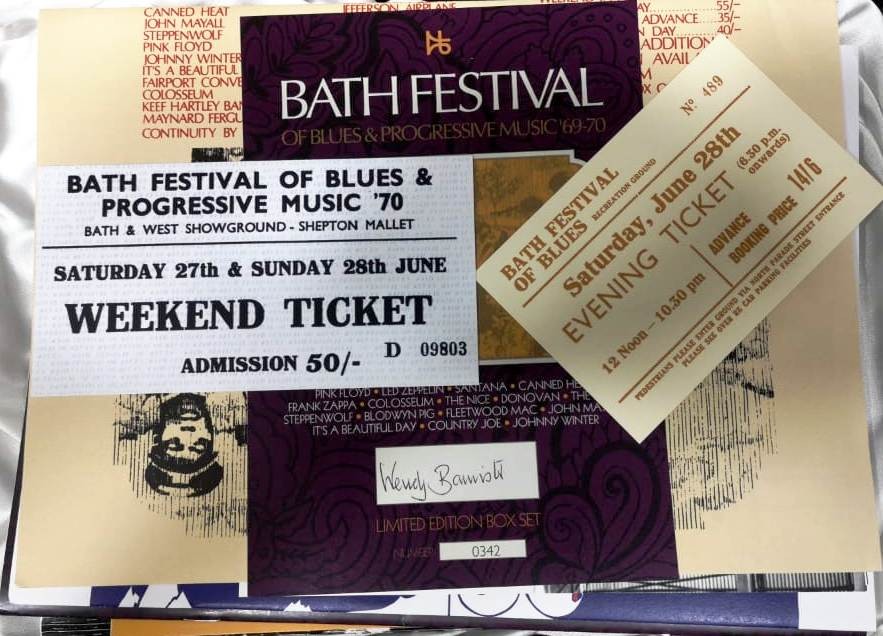 CANNED HEAT
JOHN MAYALL
STEPPENWOLF
PINK FLOYD
JOHNNY WINTER
IT'S A BEAUTIFUL
FAIRPORT CONVE
COLOSSEUM
KEEF HARTLEY BAN
MAYNARD FERGU
CONTINUITY BY
JEFFERSON AIRPLANE
AY 55/-
ADVANCE 35/-
N DAY 40/-
ADDITION
AVAIL
BATH FESTIVAL
OF BLUES & PROGRESSIVE MUSIC '69-70
BATH FESTIVAL OF BLUES &
PROGRESSIVE MUSIC '70
BATH & WEST SHOWGROUND - SHEPTON MALLET
SATURDAY 27th & SUNDAY 28th JUNE
WEEKEND TICKET
ADMISSION 50/- D 09803
Nº 489
BATH FESTIVAL
OF BLUES RECREATION GROUND
Saturday, June 28th
EVENING TICKET (6.30 p.m. onwards)
12 Noon – 10.30 pm
ADVANCE
BOOKING PRICE 14/6
PEDESTRIANS PLEASE ENTER GROUND VIA NORTH PARADE STREET ENTRANCE
PLEASE SEE OVER RE CAR PARKING FACILITIES
PINK FLOYD • LED ZEPPELIN • SANTANA • CANNED HE
FRANK ZAPPA • COLOSSEUM • THE NICE • DONOVAN • THE
STEPPENWOLF • BLODWYN PIG • FLEETWOOD MAC • JOHN MA
IT'S A BEAUTIFUL DAY • COUNTRY JOE • JOHNNY WINTER
Wendy Bannister
LIMITED EDITION BOX SET
NUMBER 0342